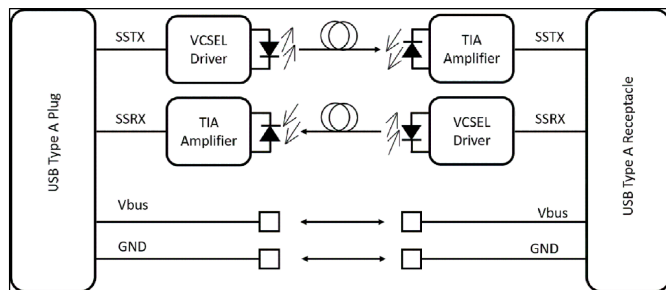 USB Type A Plug
SSTX
VCSEL
Driver
TIA
Amplifier
SSTX
SSRX
TIA
Amplifier
VCSEL
Driver
SSRX
Vbus
Vbus
GND
GND
USB Type A Receptacle